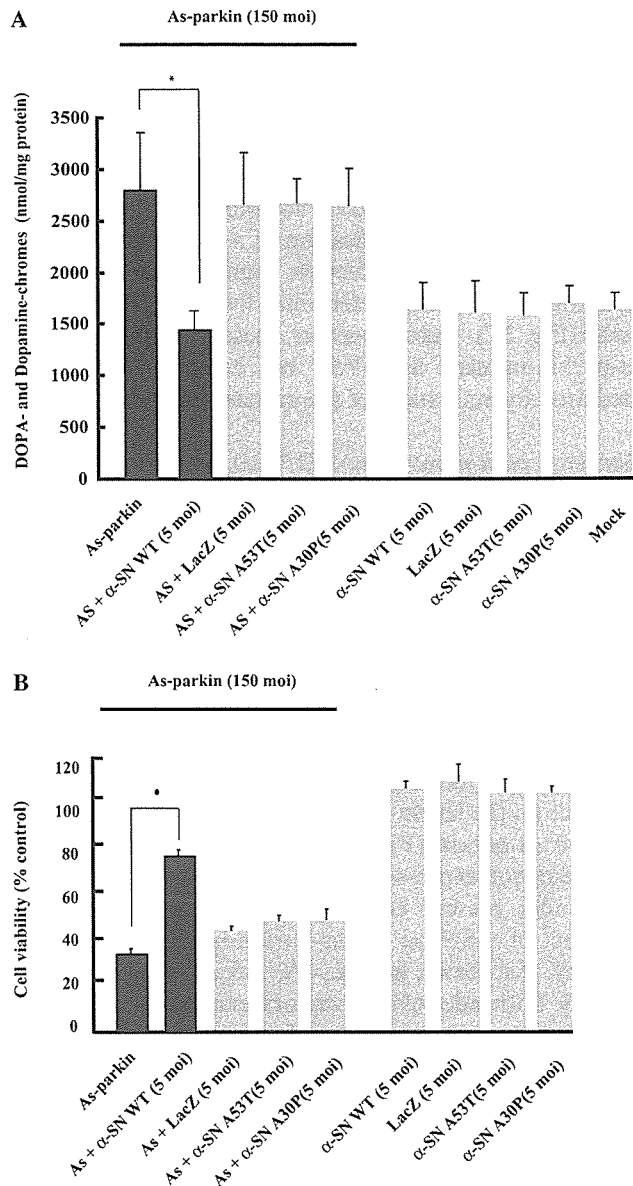 A
As-parkin (150 moi)
*
DOPA- and Dopamine-chromes (nmol/mg protein)
3500
3000
2500
2000
1500
1000
500
0
As-parkin
AS + α-SN WT (5 moi)
AS + LacZ (5 moi)
AS + α-SN A53T(5 moi)
AS + α-SN A30P(5 moi)
α-SN WT (5 moi)
LacZ (5 moi)
α-SN A53T(5 moi)
α-SN A30P(5 moi)
Mock
B
As-parkin (150 moi)
Cell viability (% control)
120
100
80
60
40
20
0
As-parkin
As + α-SN WT (5 moi)
As + LacZ (5 moi)
As + α-SN A53T(5 moi)
As + α-SN A30P(5 moi)
α-SN WT (5 moi)
LacZ (5 moi)
α-SN A53T(5 moi)
α-SN A30P(5 moi)